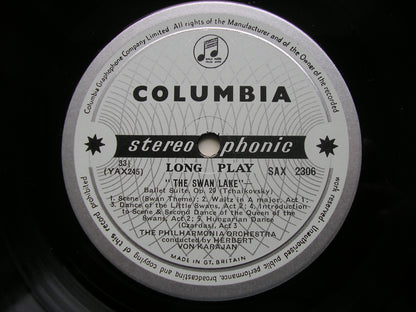 Columbia Graphophone Company Limited. All rights of the Manufacturer and of the Owner of the recorded work reserved. Unauthorised public performance, broadcasting and copying of this record prohibited
COLUMBIA
stereo phonic
33⅓
(YAX245)
LONG PLAY
SAX 2306
"THE SWAN LAKE"—
Ballet Suite, Op. 20 (Tchaikovsky)
1. Scene (Swan Theme); 2. Waltz in A major, Act 1;
3. Dance of the Little Swans, Act 2; 4. Introduction
to Scene & Second Dance of the Queen of the
Swans, Act 2; 5. Hungarian Dance
(Czardas), Act 3
THE PHILHARMONIA ORCHESTRA
conducted by HERBERT
VON KARAJAN
MADE IN GT. BRITAIN